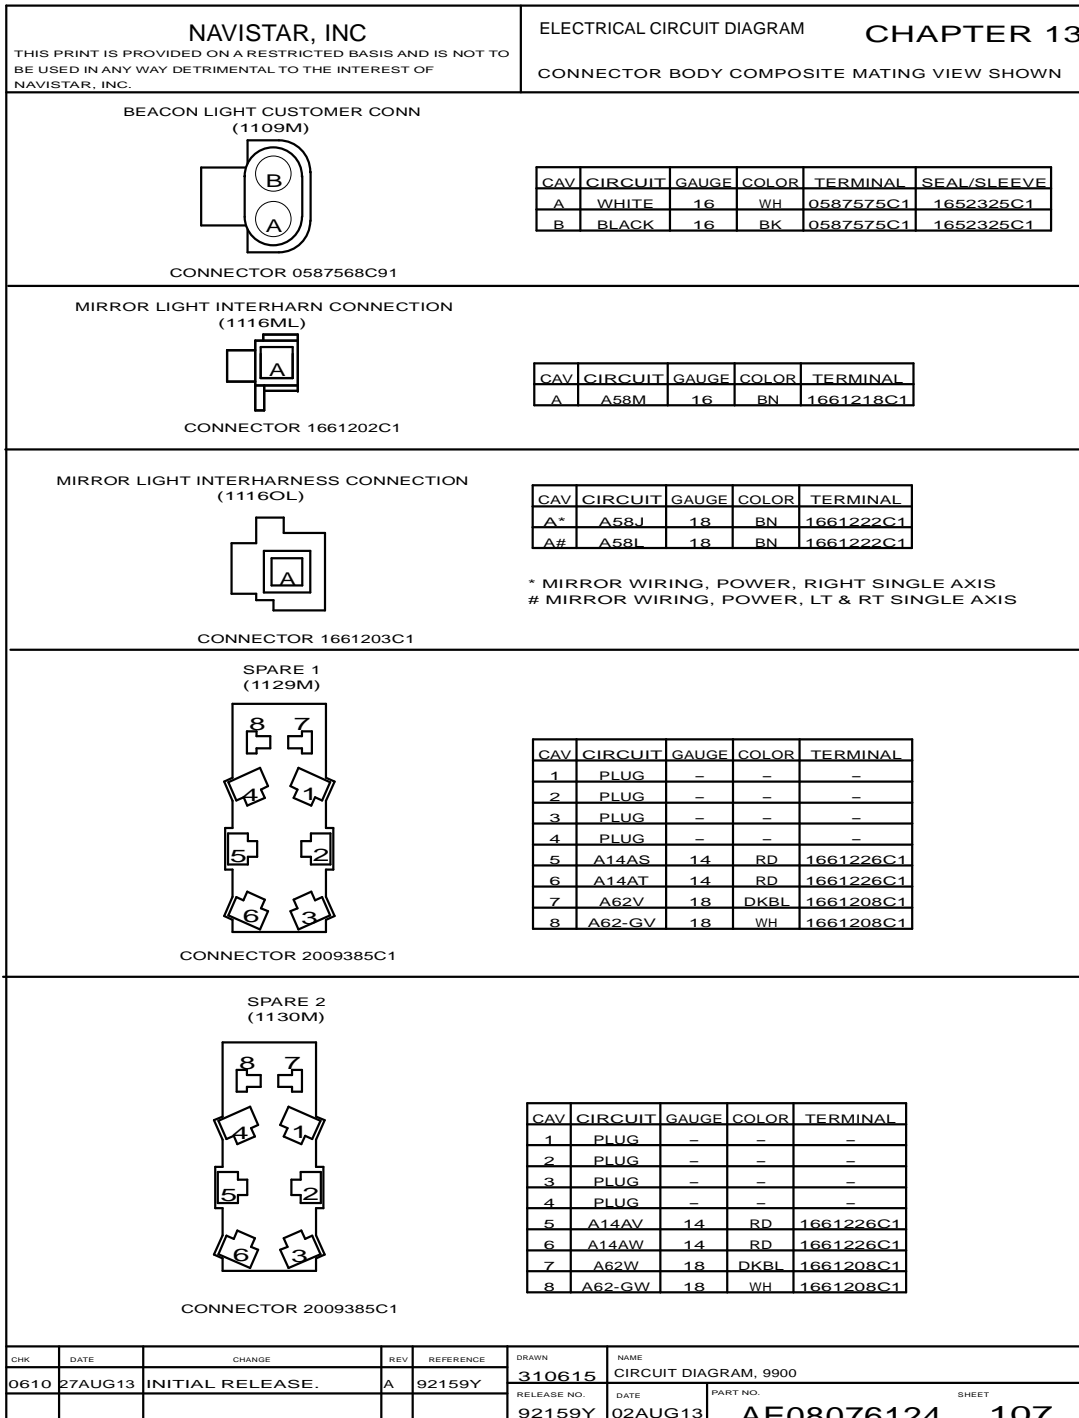 NAVISTAR, INC
THIS PRINT IS PROVIDED ON A RESTRICTED BASIS AND IS NOT TO
BE USED IN ANY WAY DETRIMENTAL TO THE INTEREST OF
NAVISTAR, INC.
ELECTRICAL CIRCUIT DIAGRAM CHAPTER 13
CONNECTOR BODY COMPOSITE MATING VIEW SHOWN
BEACON LIGHT CUSTOMER CONN
(1109M)
B
A
CONNECTOR 0587568C91
CAV CIRCUIT GAUGE COLOR TERMINAL SEAL/SLEEVE
A WHITE 16 WH 0587575C1 1652325C1
B BLACK 16 BK 0587575C1 1652325C1
MIRROR LIGHT INTERHARN CONNECTION
(1116ML)
A
CONNECTOR 1661202C1
CAV CIRCUIT GAUGE COLOR TERMINAL
A A58M 16 BN 1661218C1
MIRROR LIGHT INTERHARNESS CONNECTION
(1116OL)
A
CONNECTOR 1661203C1
CAV CIRCUIT GAUGE COLOR TERMINAL
A* A58J 18 BN 1661222C1
A# A58L 18 BN 1661222C1
* MIRROR WIRING, POWER, RIGHT SINGLE AXIS
# MIRROR WIRING, POWER, LT & RT SINGLE AXIS
SPARE 1
(1129M)
8 7
4 1
5 2
6 3
CONNECTOR 2009385C1
CAV CIRCUIT GAUGE COLOR TERMINAL
1 PLUG – – –
2 PLUG – – –
3 PLUG – – –
4 PLUG – – –
5 A14AS 14 RD 1661226C1
6 A14AT 14 RD 1661226C1
7 A62V 18 DKBL 1661208C1
8 A62-GV 18 WH 1661208C1
SPARE 2
(1130M)
8 7
4 1
5 2
6 3
CONNECTOR 2009385C1
CAV CIRCUIT GAUGE COLOR TERMINAL
1 PLUG – – –
2 PLUG – – –
3 PLUG – – –
4 PLUG – – –
5 A14AV 14 RD 1661226C1
6 A14AW 14 RD 1661226C1
7 A62W 18 DKBL 1661208C1
8 A62-GW 18 WH 1661208C1
CHK DATE CHANGE REV REFERENCE
0610 27AUG13 INITIAL RELEASE. A 92159Y
DRAWN
310615
NAME
CIRCUIT DIAGRAM, 9900
RELEASE NO.
92159Y
DATE
02AUG13
PART NO.
AE08076124
SHEET
107